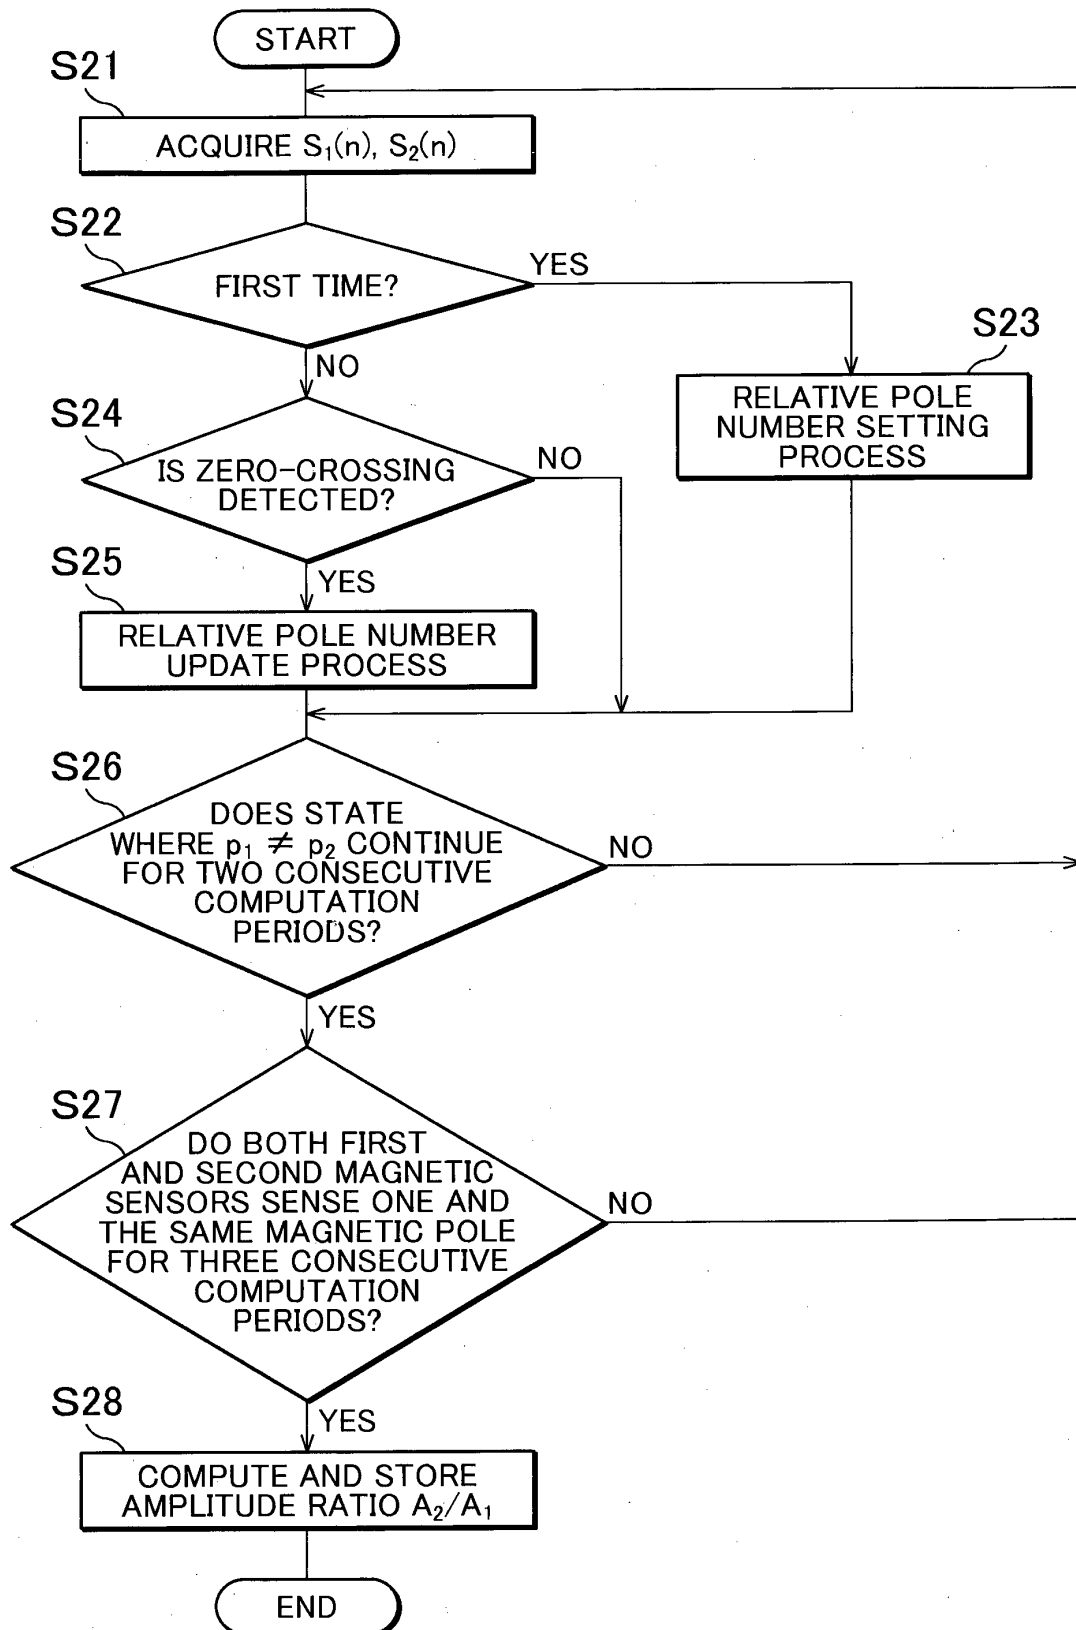 START
S21
ACQUIRE S₁(n), S₂(n)
S22
FIRST TIME?
YES
NO
S23
RELATIVE POLE
NUMBER SETTING
PROCESS
S24
IS ZERO-CROSSING
DETECTED?
NO
YES
S25
RELATIVE POLE NUMBER
UPDATE PROCESS
S26
DOES STATE
WHERE p₁ ≠ p₂ CONTINUE
FOR TWO CONSECUTIVE
COMPUTATION
PERIODS?
NO
YES
S27
DO BOTH FIRST
AND SECOND MAGNETIC
SENSORS SENSE ONE AND
THE SAME MAGNETIC POLE
FOR THREE CONSECUTIVE
COMPUTATION
PERIODS?
NO
YES
S28
COMPUTE AND STORE
AMPLITUDE RATIO A₂/A₁
END